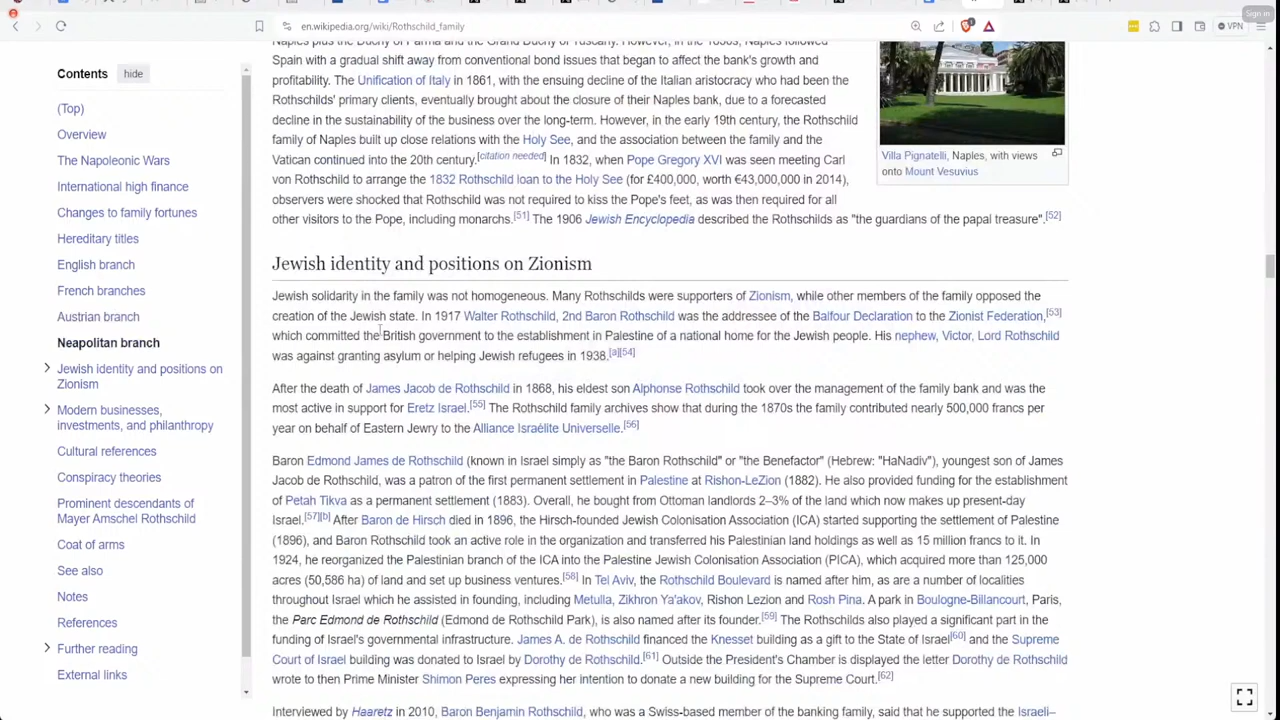 Sign in
en.wikipedia.org/wiki/Rothschild_family
VPN
Contents
hide
(Top)
Overview
The Napoleonic Wars
International high finance
Changes to family fortunes
Hereditary titles
English branch
French branches
Austrian branch
Neapolitan branch
Jewish identity and positions on
Zionism
Modern businesses,
investments, and philanthropy
Cultural references
Conspiracy theories
Prominent descendants of
Mayer Amschel Rothschild
Coat of arms
See also
Notes
References
Further reading
External links
Naples plus the Duchy of Parma and the Grand Duchy of Tuscany. However, in the 1830s, Naples followed
Spain with a gradual shift away from conventional bond issues that began to affect the bank's growth and
profitability. The Unification of Italy in 1861, with the ensuing decline of the Italian aristocracy who had been the
Rothschilds' primary clients, eventually brought about the closure of their Naples bank, due to a forecasted
decline in the sustainability of the business over the long-term. However, in the early 19th century, the Rothschild
family of Naples built up close relations with the Holy See, and the association between the family and the
Vatican continued into the 20th century.[citation needed] In 1832, when Pope Gregory XVI was seen meeting Carl
von Rothschild to arrange the 1832 Rothschild loan to the Holy See (for £400,000, worth €43,000,000 in 2014),
observers were shocked that Rothschild was not required to kiss the Pope's feet, as was then required for all
other visitors to the Pope, including monarchs.[51] The 1906 Jewish Encyclopedia described the Rothschilds as "the guardians of the papal treasure".[52]
Villa Pignatelli, Naples, with views
onto Mount Vesuvius
Jewish identity and positions on Zionism
Jewish solidarity in the family was not homogeneous. Many Rothschilds were supporters of Zionism, while other members of the family opposed the
creation of the Jewish state. In 1917 Walter Rothschild, 2nd Baron Rothschild was the addressee of the Balfour Declaration to the Zionist Federation,[53]
which committed the British government to the establishment in Palestine of a national home for the Jewish people. His nephew, Victor, Lord Rothschild
was against granting asylum or helping Jewish refugees in 1938.[a][54]
After the death of James Jacob de Rothschild in 1868, his eldest son Alphonse Rothschild took over the management of the family bank and was the
most active in support for Eretz Israel.[55] The Rothschild family archives show that during the 1870s the family contributed nearly 500,000 francs per
year on behalf of Eastern Jewry to the Alliance Israélite Universelle.[56]
Baron Edmond James de Rothschild (known in Israel simply as "the Baron Rothschild" or "the Benefactor" (Hebrew: "HaNadiv"), youngest son of James
Jacob de Rothschild, was a patron of the first permanent settlement in Palestine at Rishon-LeZion (1882). He also provided funding for the establishment
of Petah Tikva as a permanent settlement (1883). Overall, he bought from Ottoman landlords 2–3% of the land which now makes up present-day
Israel.[57][b] After Baron de Hirsch died in 1896, the Hirsch-founded Jewish Colonisation Association (ICA) started supporting the settlement of Palestine
(1896), and Baron Rothschild took an active role in the organization and transferred his Palestinian land holdings as well as 15 million francs to it. In
1924, he reorganized the Palestinian branch of the ICA into the Palestine Jewish Colonisation Association (PICA), which acquired more than 125,000
acres (50,586 ha) of land and set up business ventures.[58] In Tel Aviv, the Rothschild Boulevard is named after him, as are a number of localities
throughout Israel which he assisted in founding, including Metulla, Zikhron Ya'akov, Rishon Lezion and Rosh Pina. A park in Boulogne-Billancourt, Paris,
the Parc Edmond de Rothschild (Edmond de Rothschild Park), is also named after its founder.[59] The Rothschilds also played a significant part in the
funding of Israel's governmental infrastructure. James A. de Rothschild financed the Knesset building as a gift to the State of Israel[60] and the Supreme
Court of Israel building was donated to Israel by Dorothy de Rothschild.[61] Outside the President's Chamber is displayed the letter Dorothy de Rothschild
wrote to then Prime Minister Shimon Peres expressing her intention to donate a new building for the Supreme Court.[62]
Interviewed by Haaretz in 2010, Baron Benjamin Rothschild, who was a Swiss-based member of the banking family, said that he supported the Israeli–